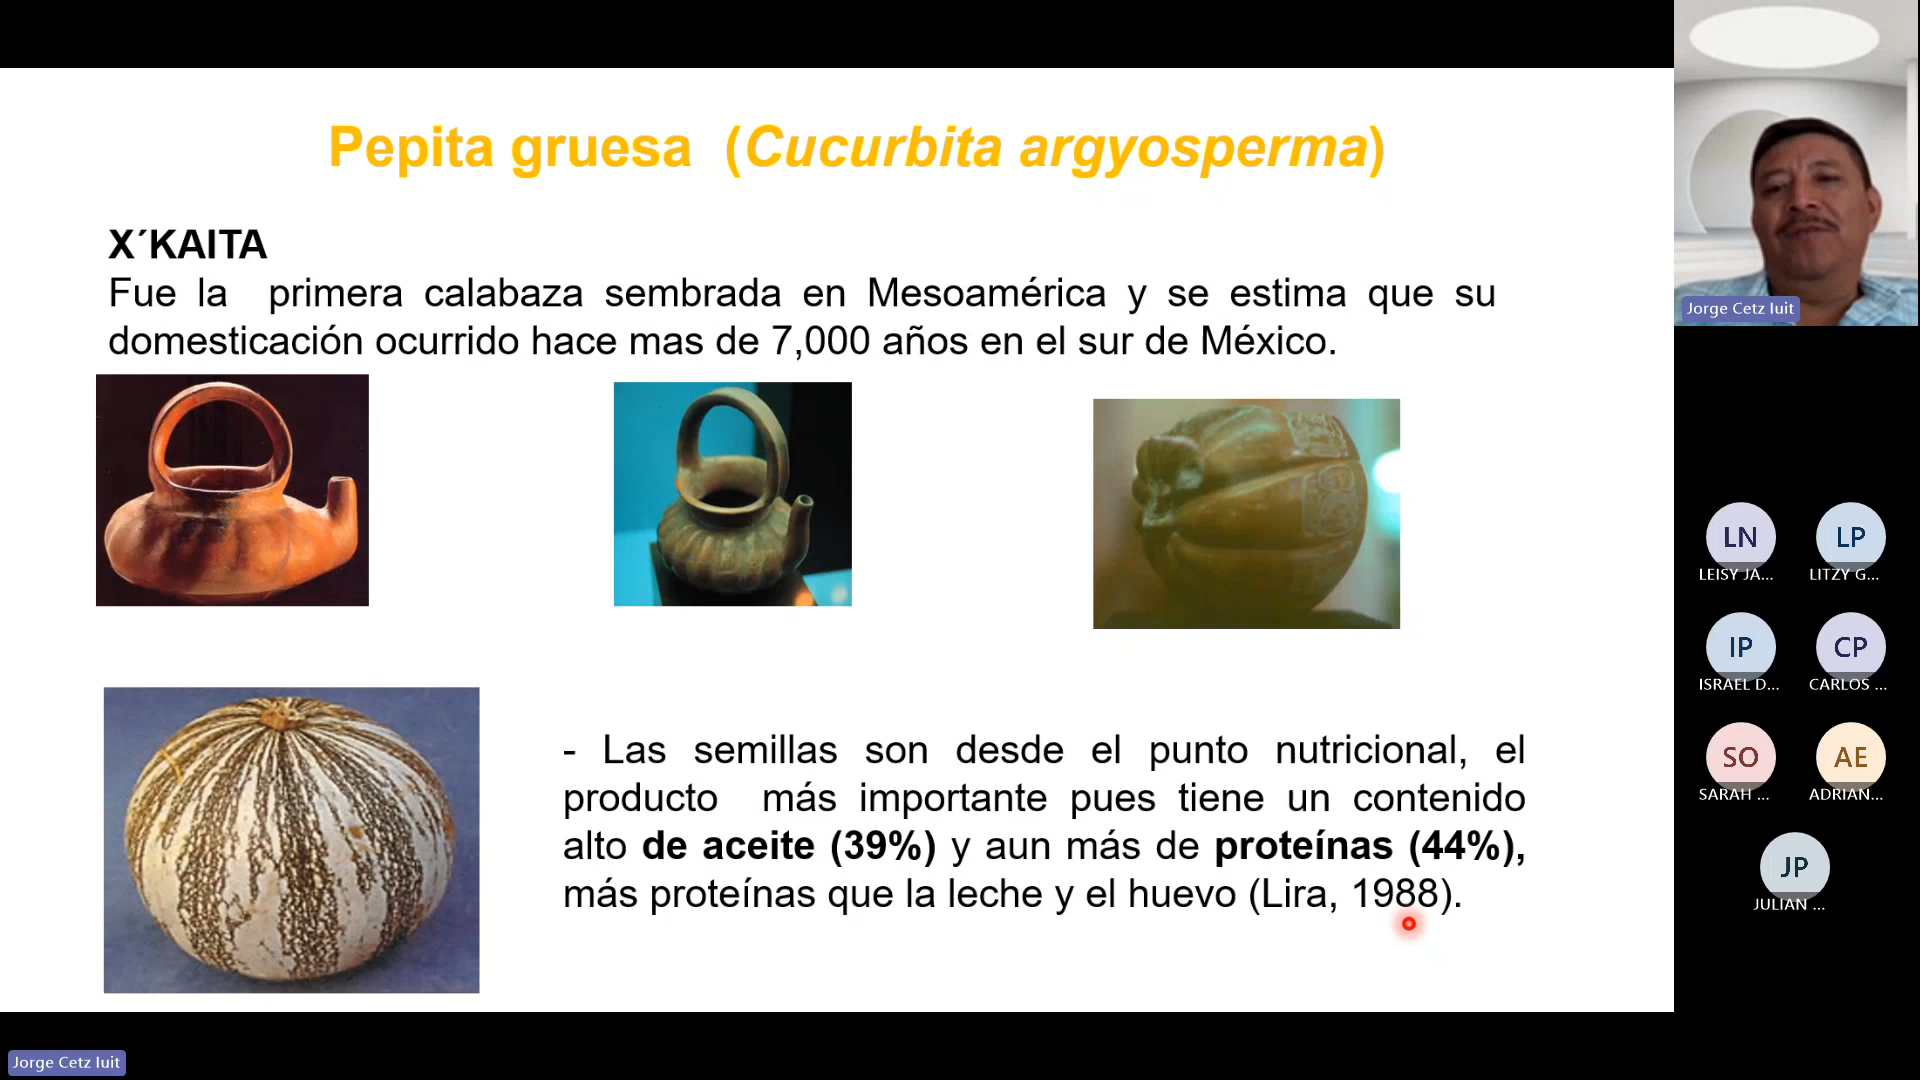 Pepita gruesa (Cucurbita argyosperma)
X´KAITA
Fue la primera calabaza sembrada en Mesoamérica y se estima que su
domesticación ocurrido hace mas de 7,000 años en el sur de México.
- Las semillas son desde el punto nutricional, el
producto más importante pues tiene un contenido
alto de aceite (39%) y aun más de proteínas (44%),
más proteínas que la leche y el huevo (Lira, 1988).
Jorge Cetz Iuit
LN
LEISY JA...
LP
LITZY G...
IP
ISRAEL D...
CP
CARLOS ...
SO
SARAH ...
AE
ADRIAN...
JP
JULIAN ...
Jorge Cetz Iuit